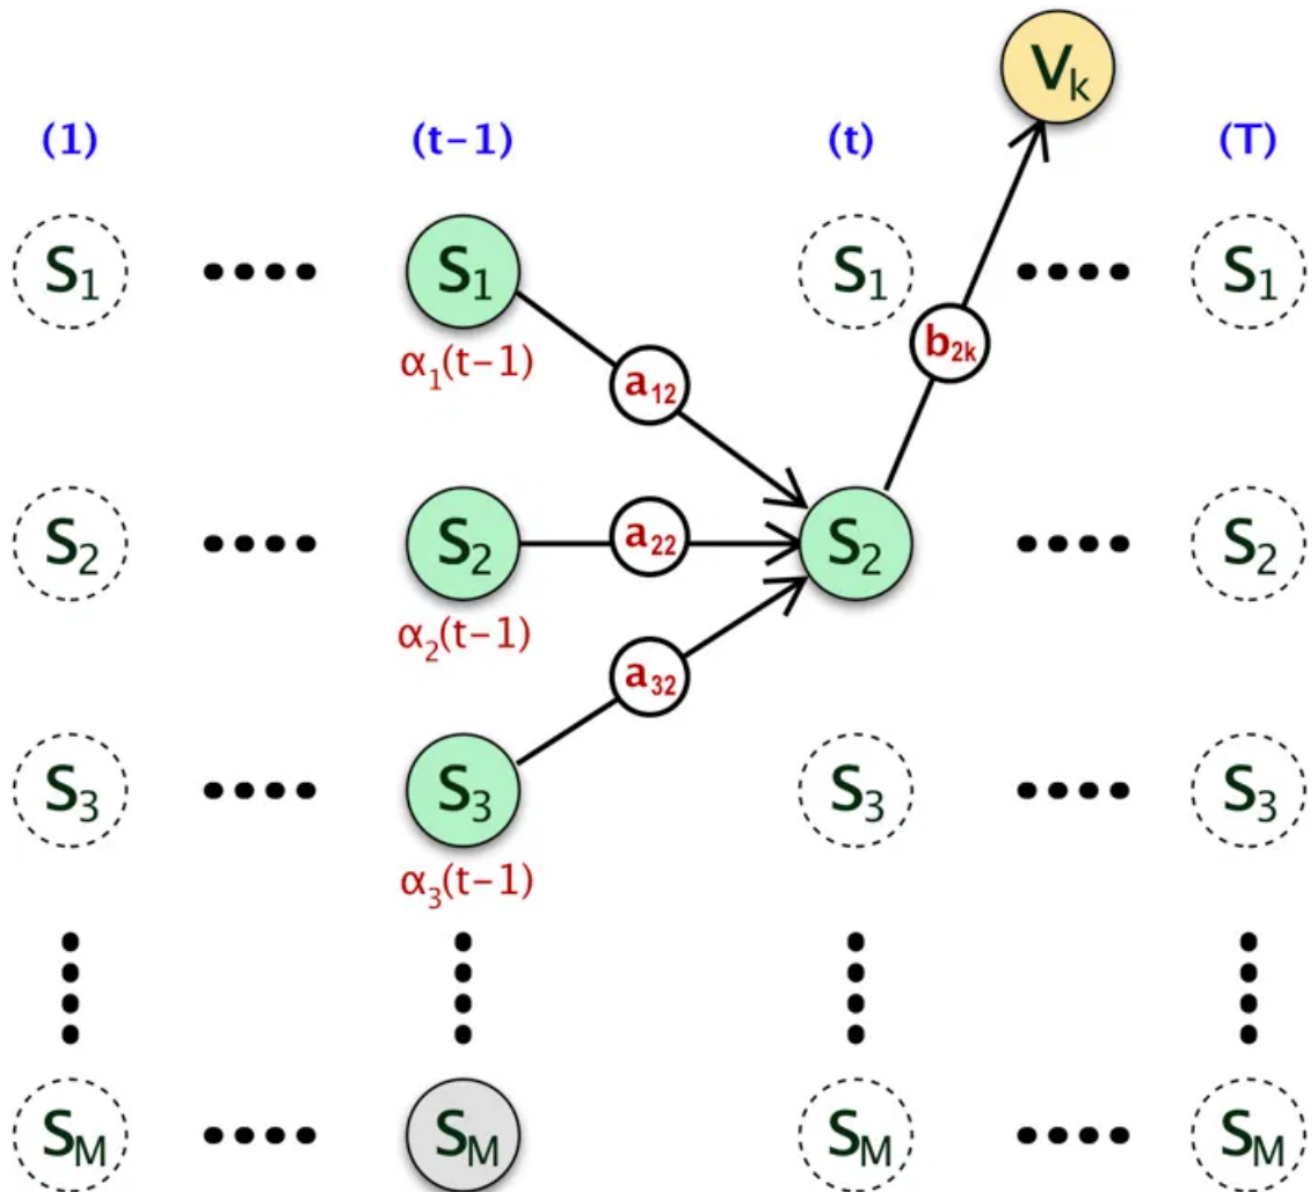 Vk
(1) (t-1) (t) (T)
S1 S1 S1 S1
b2k
α1(t-1)
a12
S2 S2 S2 S2
a22
α2(t-1)
a32
S3 S3 S3 S3
α3(t-1)
SM SM SM SM